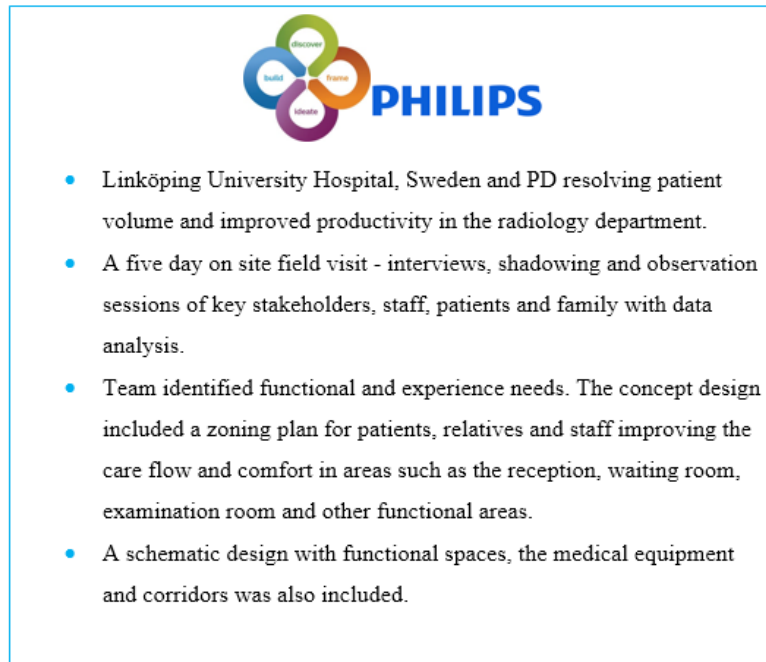 discover
build
frame
ideate
PHILIPS
Linköping University Hospital, Sweden and PD resolving patient
volume and improved productivity in the radiology department.
A five day on site field visit - interviews, shadowing and observation
sessions of key stakeholders, staff, patients and family with data
analysis.
Team identified functional and experience needs. The concept design
included a zoning plan for patients, relatives and staff improving the
care flow and comfort in areas such as the reception, waiting room,
examination room and other functional areas.
A schematic design with functional spaces, the medical equipment
and corridors was also included.